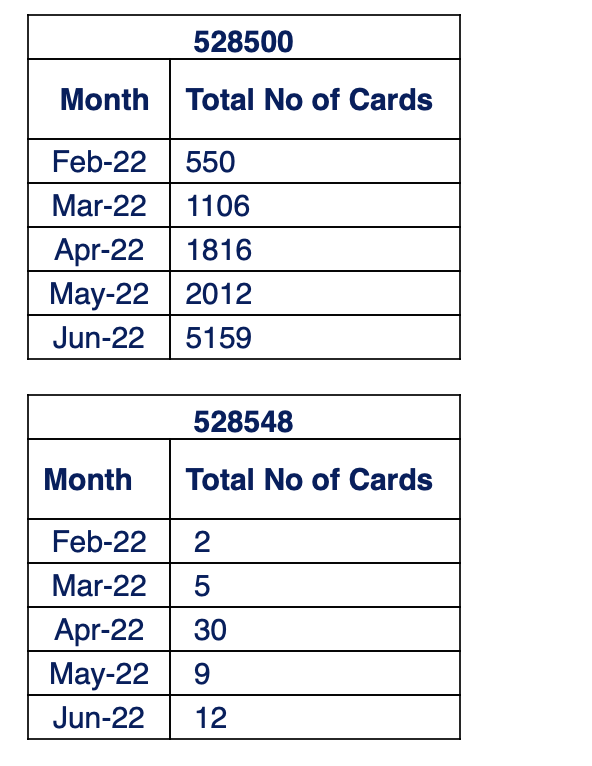 528500
Month Total No of Cards
Feb-22 550
Mar-22 1106
Apr-22 1816
May-22 2012
Jun-22 5159
528548
Month Total No of Cards
Feb-22 2
Mar-22 5
Apr-22 30
May-22 9
Jun-22 12